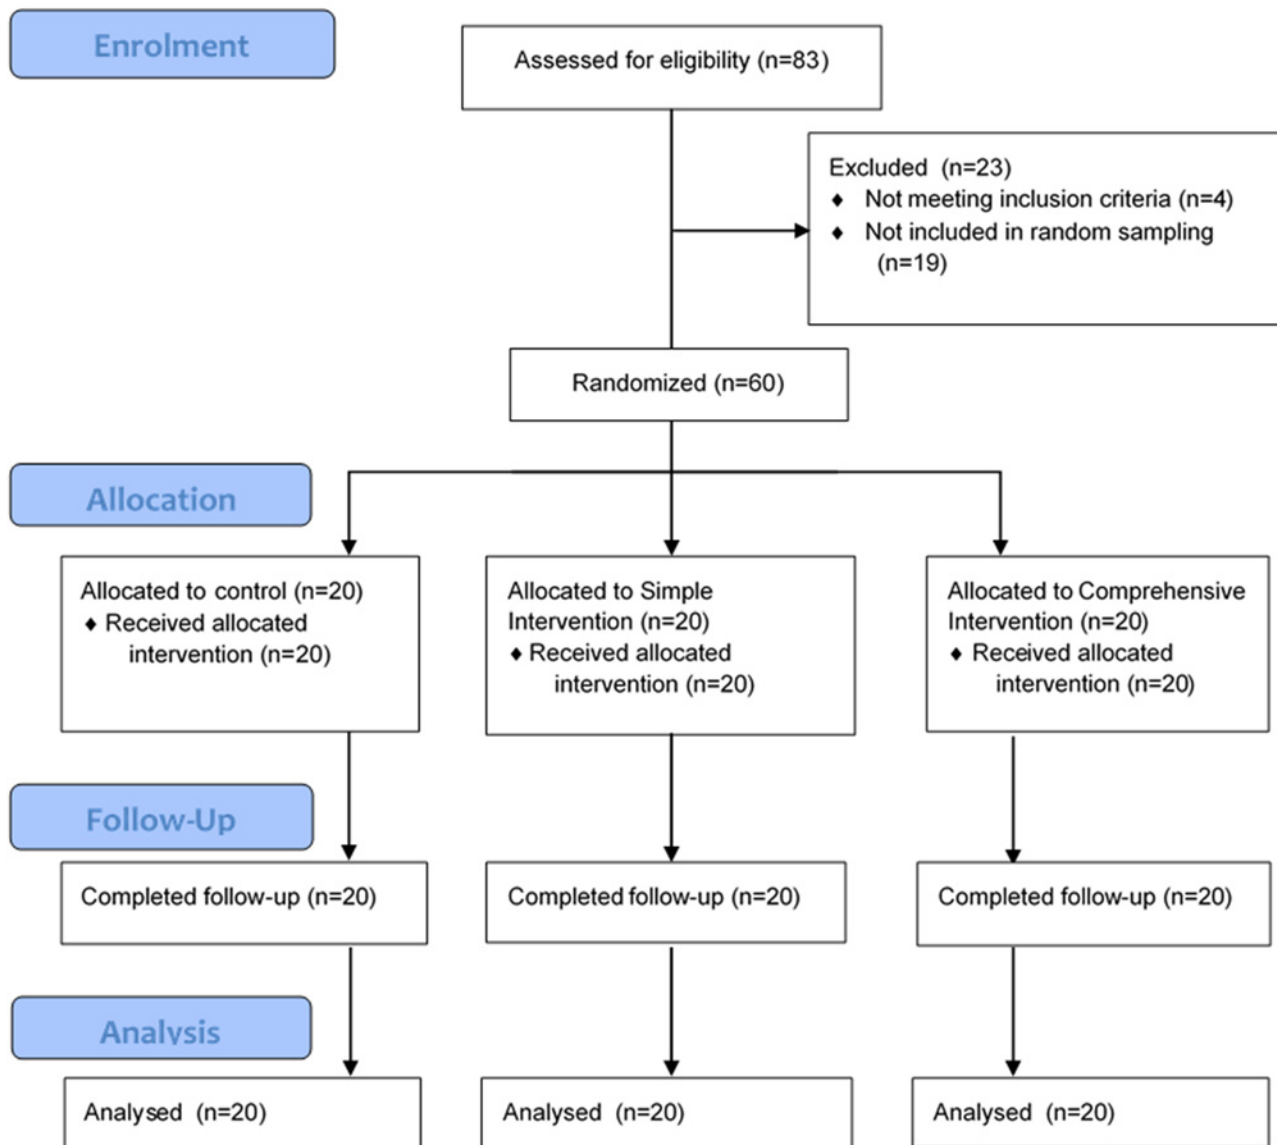 Enrolment
Assessed for eligibility (n=83)
Excluded (n=23)
♦ Not meeting inclusion criteria (n=4)
♦ Not included in random sampling
(n=19)
Randomized (n=60)
Allocation
Allocated to control (n=20)
♦ Received allocated
intervention (n=20)
Allocated to Simple
Intervention (n=20)
♦ Received allocated
intervention (n=20)
Allocated to Comprehensive
Intervention (n=20)
♦ Received allocated
intervention (n=20)
Follow-Up
Completed follow-up (n=20)
Completed follow-up (n=20)
Completed follow-up (n=20)
Analysis
Analysed (n=20)
Analysed (n=20)
Analysed (n=20)